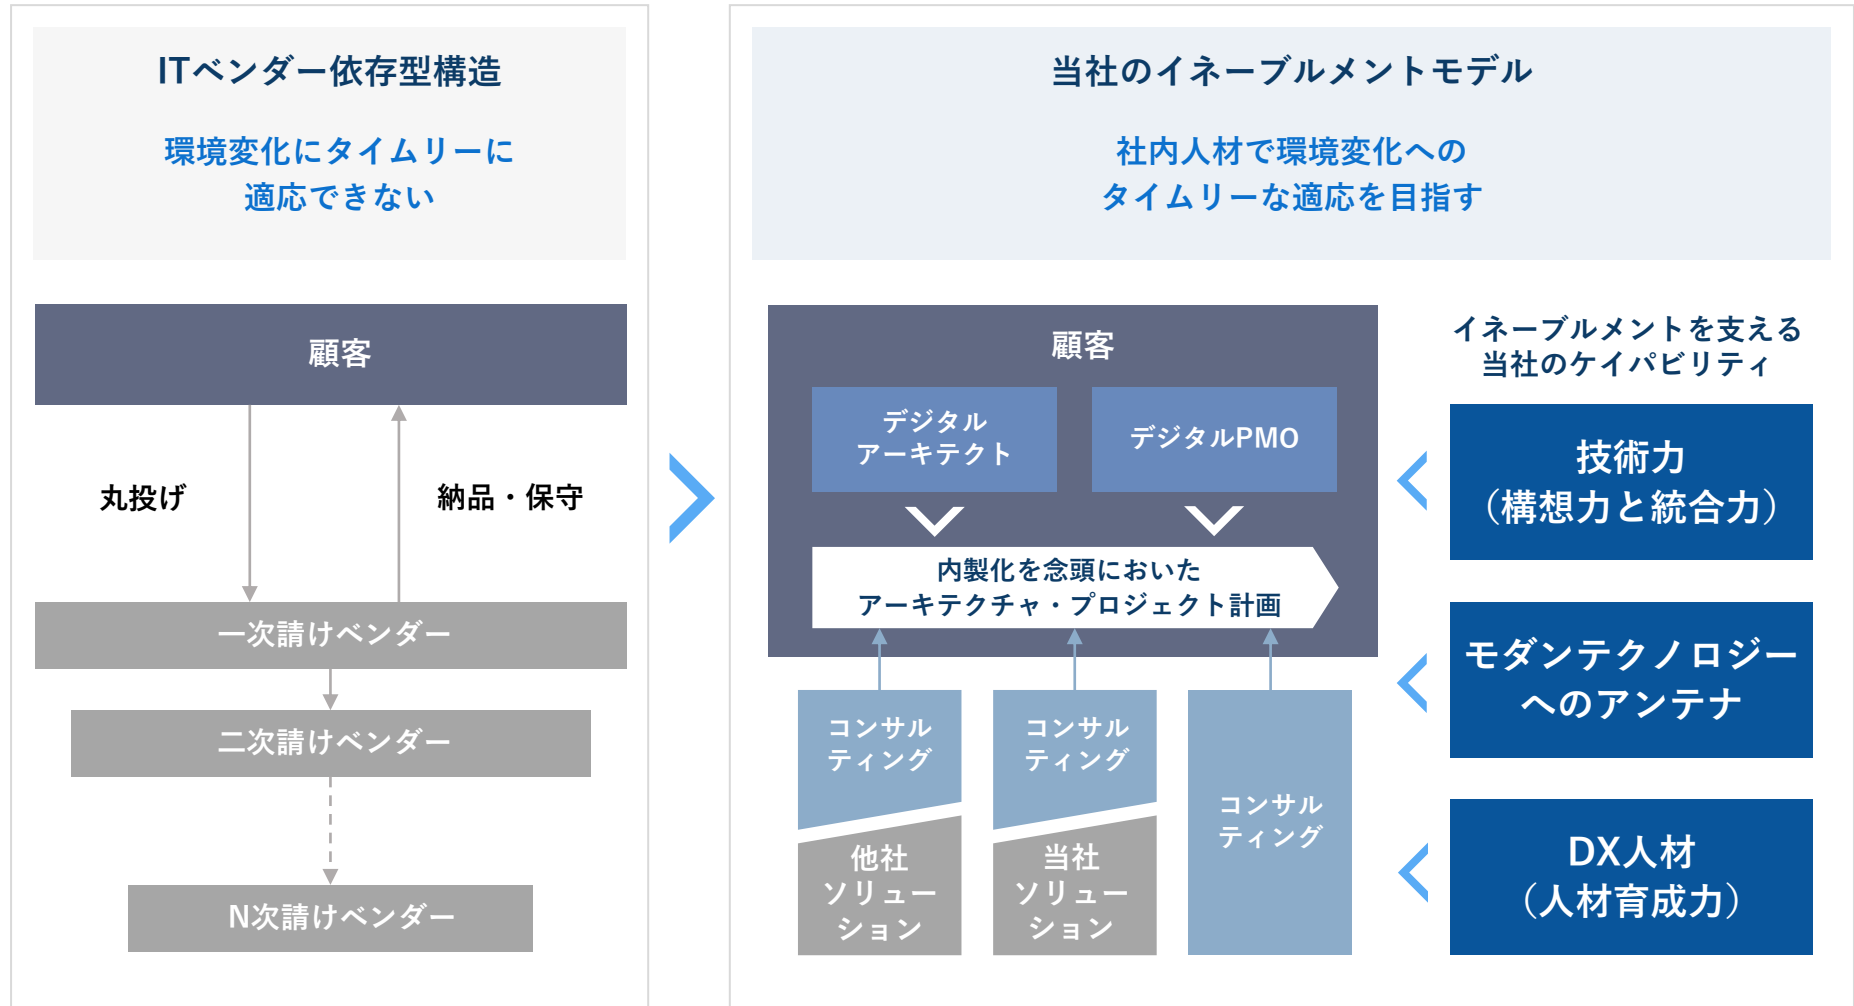 ITベンダー依存型構造
環境変化にタイムリーに
適応できない
顧客
丸投げ
納品・保守
一次請けベンダー
二次請けベンダー
N次請けベンダー
当社のイネーブルメントモデル
社内人材で環境変化への
タイムリーな適応を目指す
顧客
デジタル
アーキテクト
デジタルPMO
内製化を念頭においた
アーキテクチャ・プロジェクト計画
コンサル
ティング
他社
ソリュー
ション
コンサル
ティング
当社
ソリュー
ション
コンサル
ティング
イネーブルメントを支える
当社のケイパビリティ
技術力
（構想力と統合力）
モダンテクノロジー
へのアンテナ
DX人材
（人材育成力）